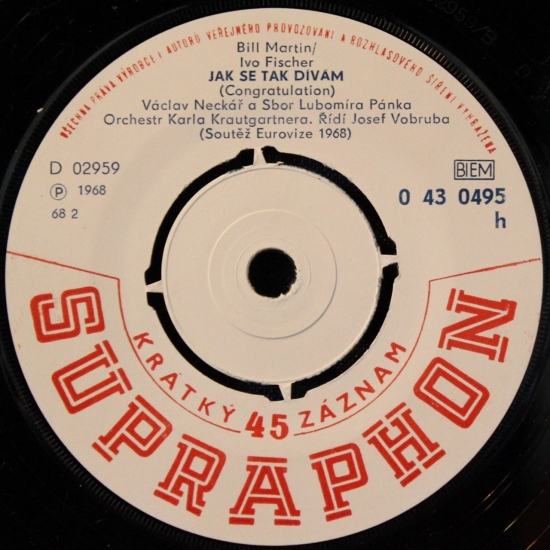 VŠECHNA PRÁVA VÝROBCI I AUTORŮ VEŘEJNÉHO PROVOZOVÁNÍ A ROZHLASOVÉHO ŠÍŘENÍ VYHRAZENA
Bill Martin/
Ivo Fischer
JAK SE TAK DÍVÁM
(Congratulation)
Václav Neckář a Sbor Lubomíra Pánka
Orchestr Karla Krautgartnera. Řídí Josef Vobruba
(Soutěž Eurovize 1968)
D 02959
Ⓟ 1968
68 2
BIEM
0 43 0495
h
KRÁTKÝ 45 ZÁZNAM
SUPRAPHON